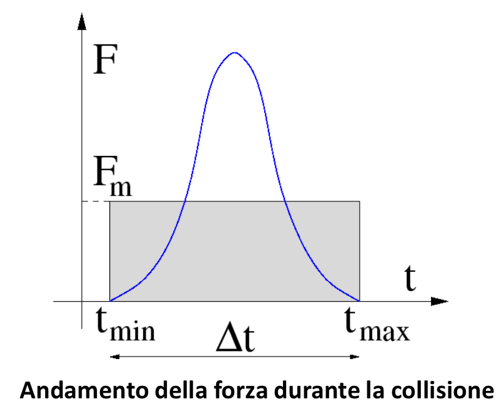 F
F_m
t
t_min
t_max
Δt
Andamento della forza durante la collisione